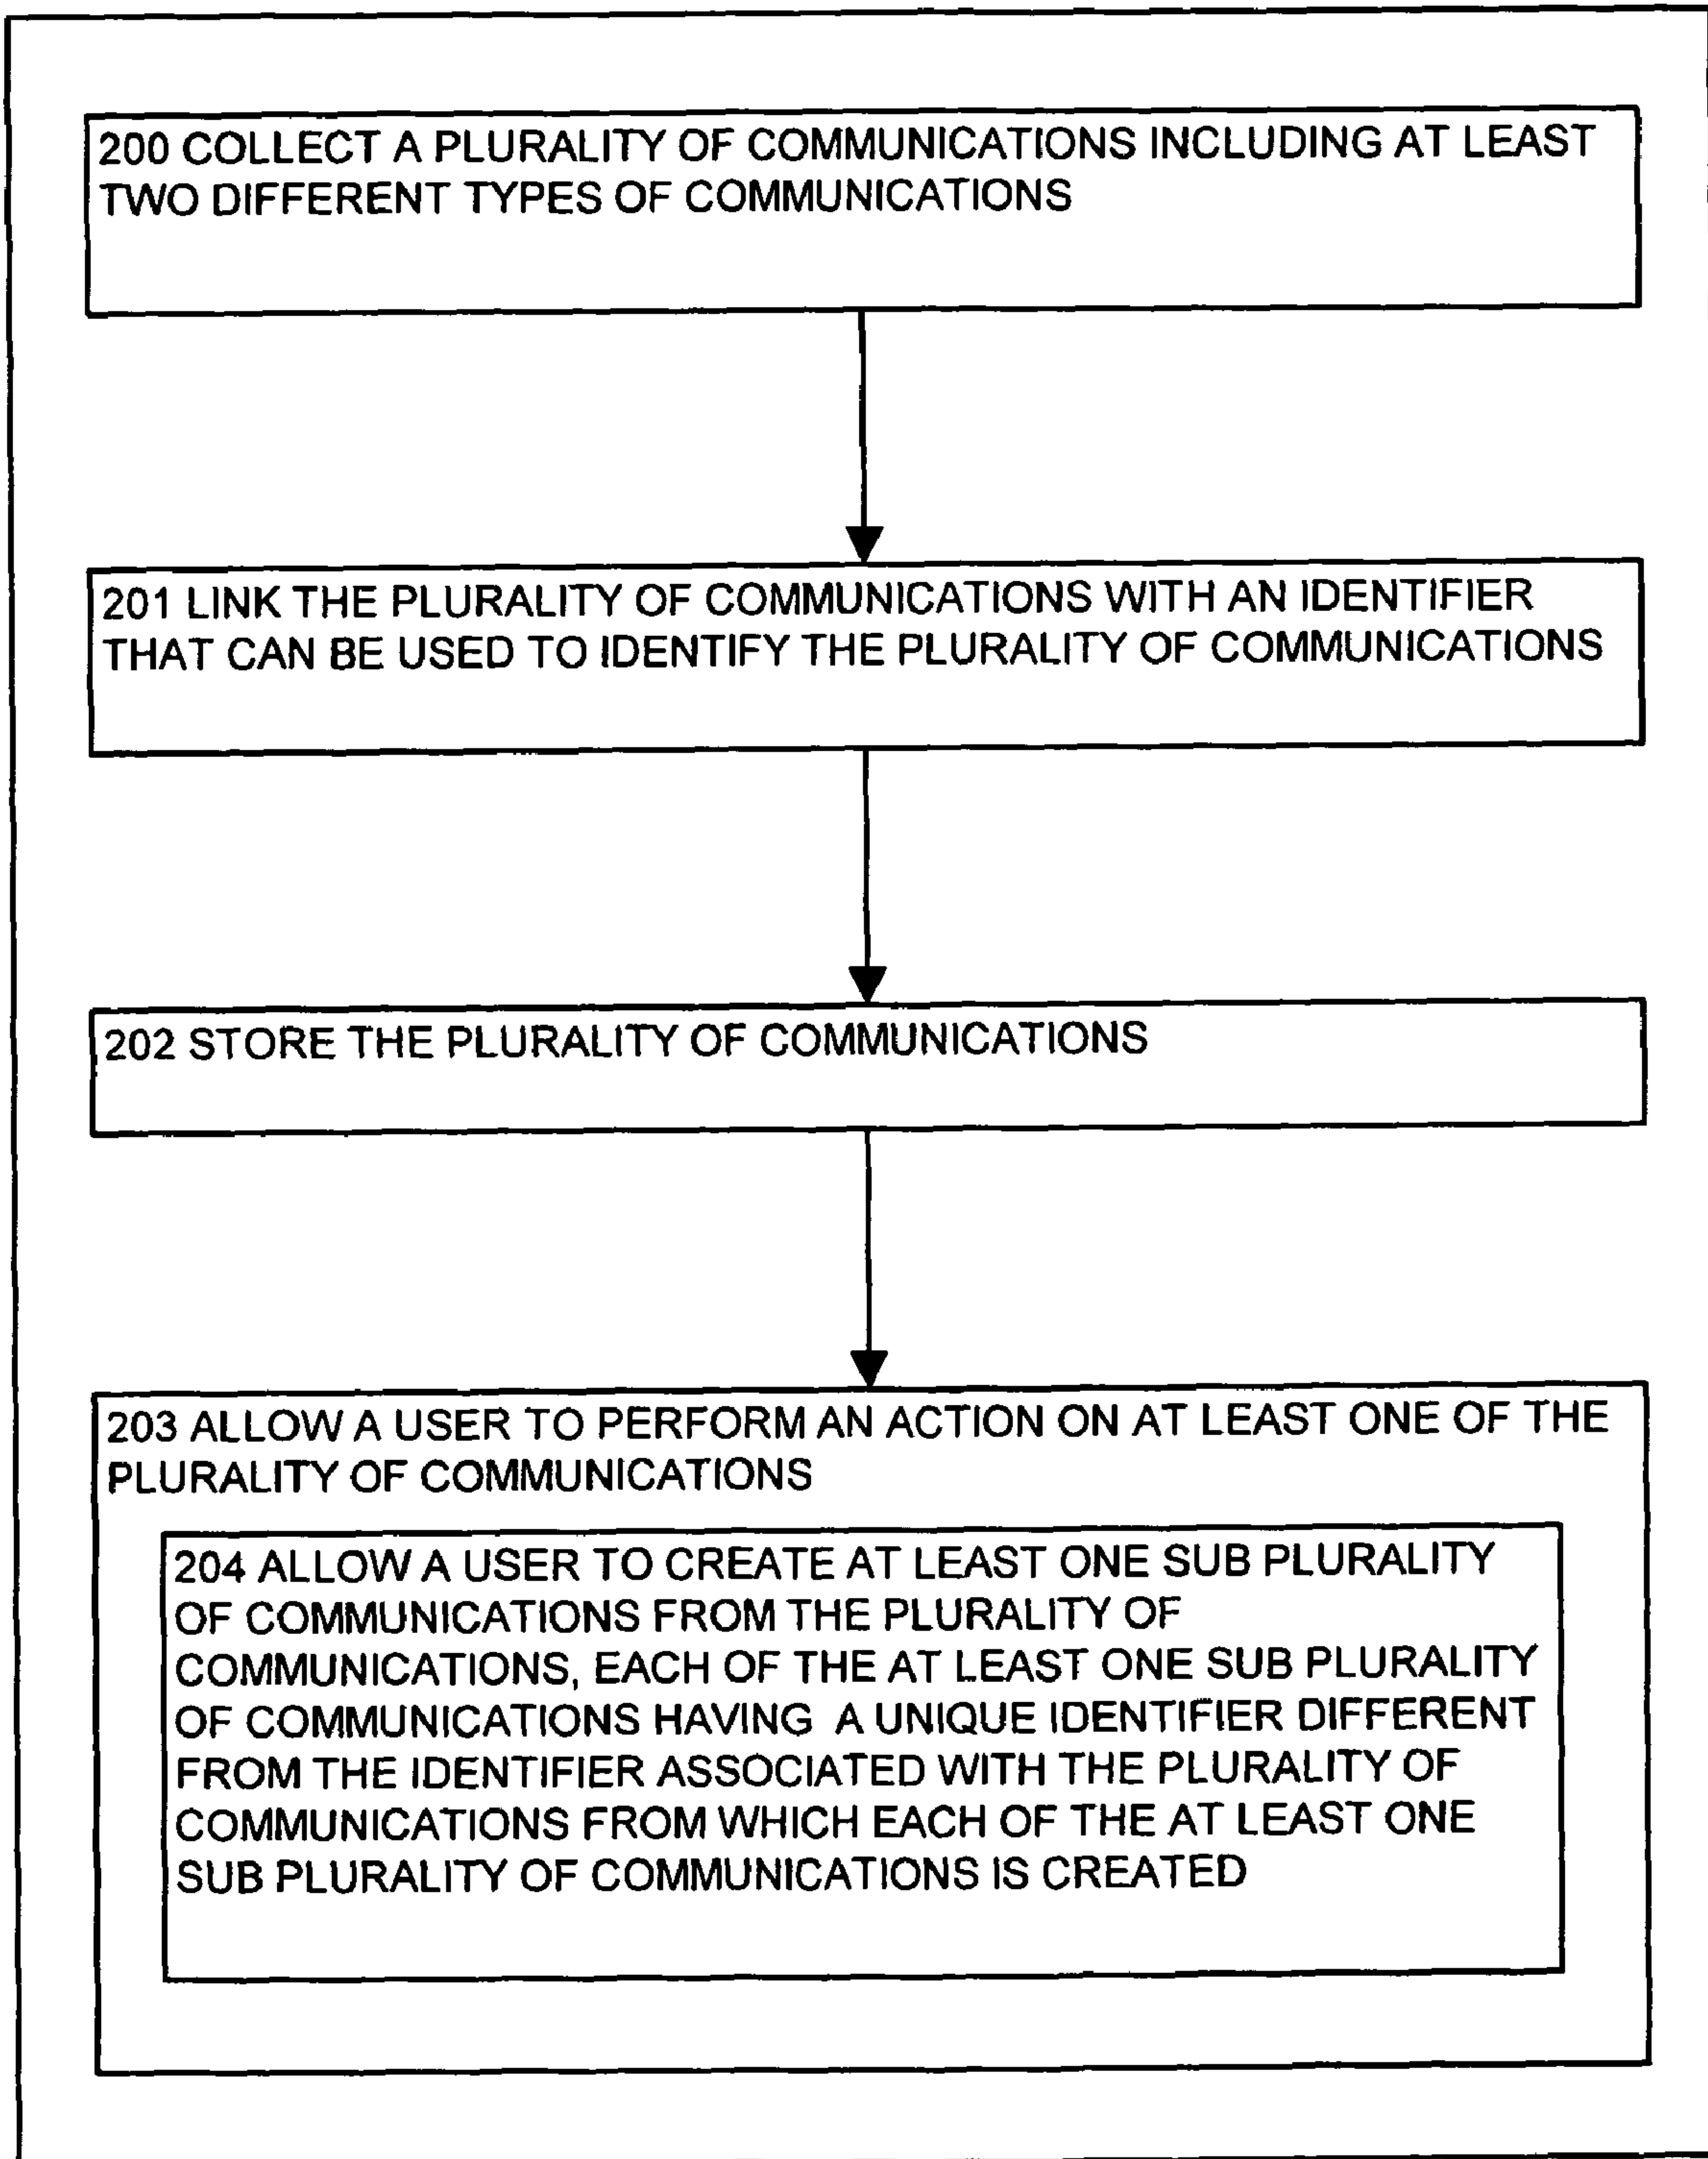 200 COLLECT A PLURALITY OF COMMUNICATIONS INCLUDING AT LEAST
TWO DIFFERENT TYPES OF COMMUNICATIONS
201 LINK THE PLURALITY OF COMMUNICATIONS WITH AN IDENTIFIER
THAT CAN BE USED TO IDENTIFY THE PLURALITY OF COMMUNICATIONS
202 STORE THE PLURALITY OF COMMUNICATIONS
203 ALLOW A USER TO PERFORM AN ACTION ON AT LEAST ONE OF THE
PLURALITY OF COMMUNICATIONS
204 ALLOW A USER TO CREATE AT LEAST ONE SUB PLURALITY
OF COMMUNICATIONS FROM THE PLURALITY OF
COMMUNICATIONS, EACH OF THE AT LEAST ONE SUB PLURALITY
OF COMMUNICATIONS HAVING A UNIQUE IDENTIFIER DIFFERENT
FROM THE IDENTIFIER ASSOCIATED WITH THE PLURALITY OF
COMMUNICATIONS FROM WHICH EACH OF THE AT LEAST ONE
SUB PLURALITY OF COMMUNICATIONS IS CREATED